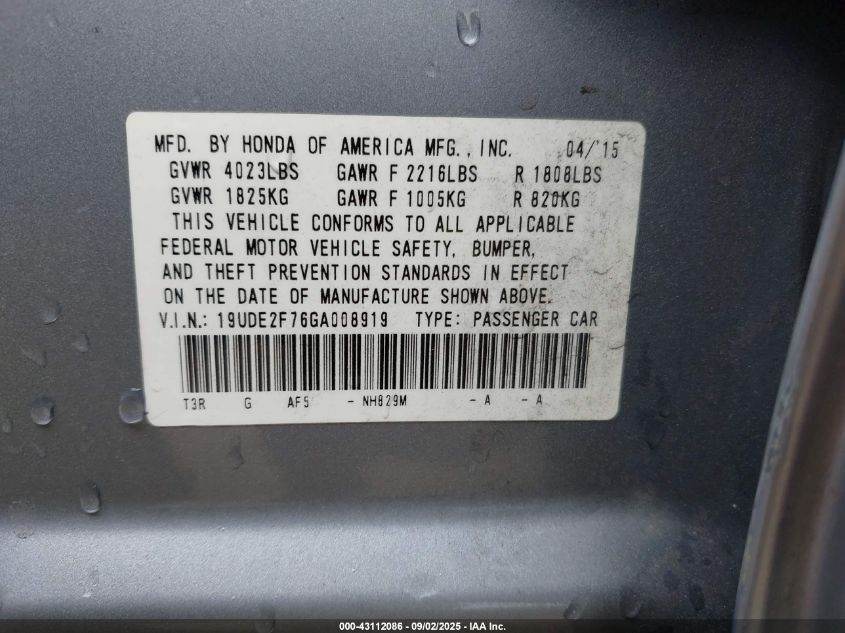 MFD. BY HONDA OF AMERICA MFG., INC. 04/'15
GVWR 4023LBS GAWR F 2216LBS R 1808LBS
GVWR 1825KG GAWR F 1005KG R 820KG
THIS VEHICLE CONFORMS TO ALL APPLICABLE
FEDERAL MOTOR VEHICLE SAFETY, BUMPER,
AND THEFT PREVENTION STANDARDS IN EFFECT
ON THE DATE OF MANUFACTURE SHOWN ABOVE.
V.I.N.: 19UDE2F76GA008919 TYPE: PASSENGER CAR
T3R G AF5 - NH829M - A - A
000-43112086 - 09/02/2025 - IAA Inc.